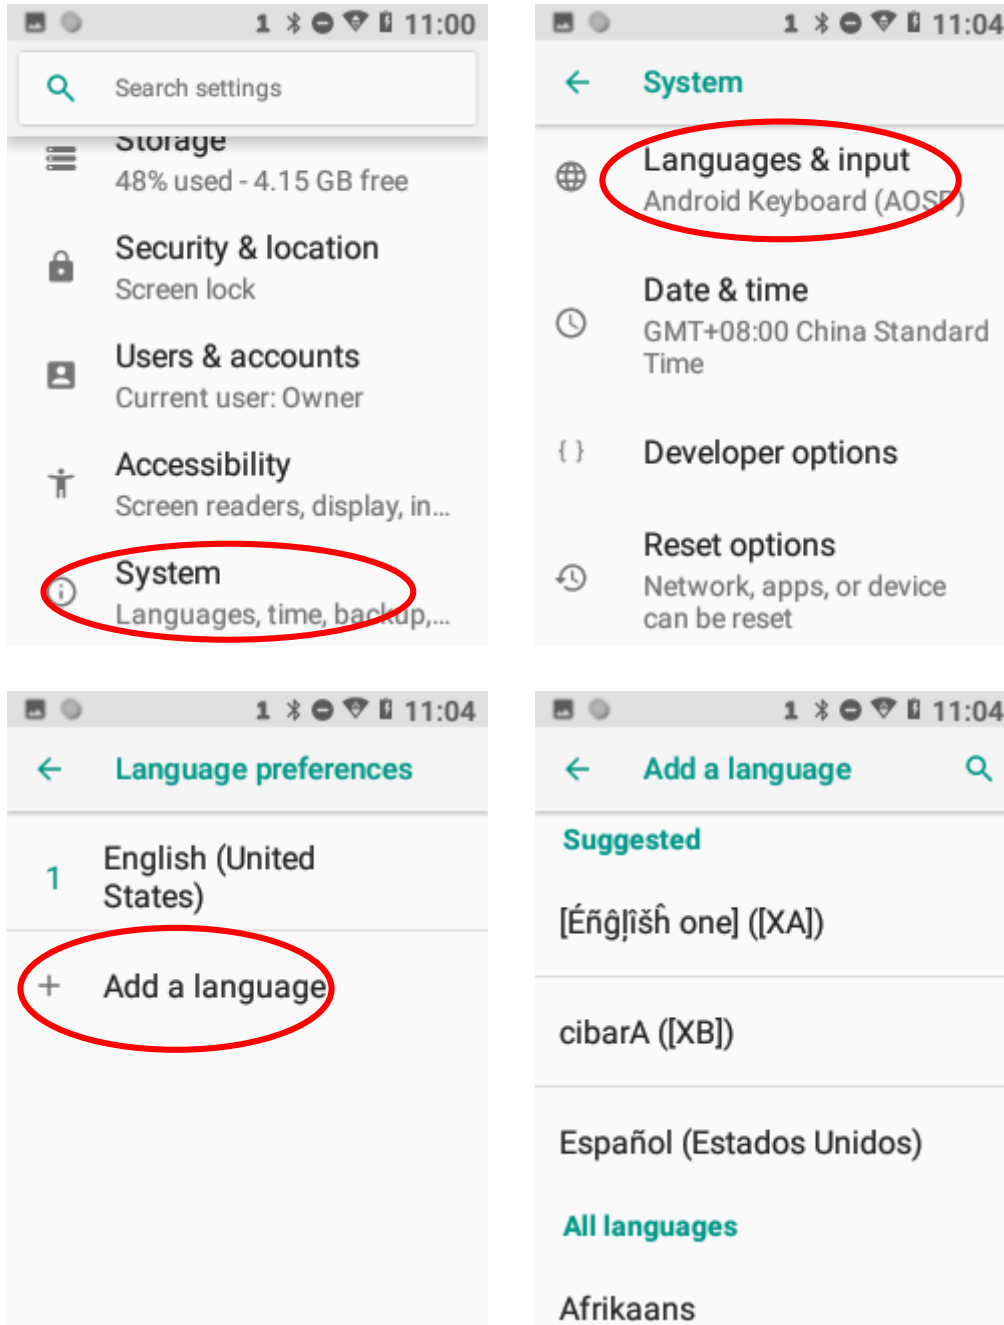 1 11:00
Search settings
Storage
48% used - 4.15 GB free
Security & location
Screen lock
Users & accounts
Current user: Owner
Accessibility
Screen readers, display, in...
System
Languages, time, backup,...
1 11:04
System
Languages & input
Android Keyboard (AOSP)
Date & time
GMT+08:00 China Standard
Time
{ } Developer options
Reset options
Network, apps, or device
can be reset
1 11:04
Language preferences
1 English (United
States)
+ Add a language
1 11:04
Add a language
Suggested
[Éñĝļîšĥ one] ([XA])
cibarA ([XB])
Español (Estados Unidos)
All languages
Afrikaans